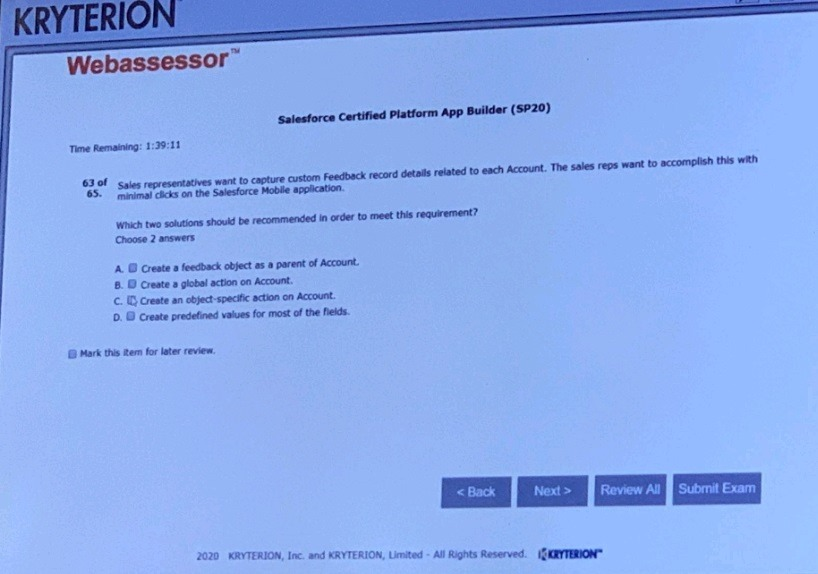 KRYTERION
Webassessor™
Salesforce Certified Platform App Builder (SP20)
Time Remaining: 1:39:11
63 of Sales representatives want to capture custom Feedback record details related to each Account. The sales reps want to accomplish this with
65. minimal clicks on the Salesforce Mobile application.
Which two solutions should be recommended in order to meet this requirement?
Choose 2 answers
A. Create a feedback object as a parent of Account.
B. Create a global action on Account.
C. Create an object-specific action on Account.
D. Create predefined values for most of the fields.
Mark this item for later review.
< Back Next > Review All Submit Exam
2020 KRYTERION, Inc. and KRYTERION, Limited - All Rights Reserved. KRYTERION™